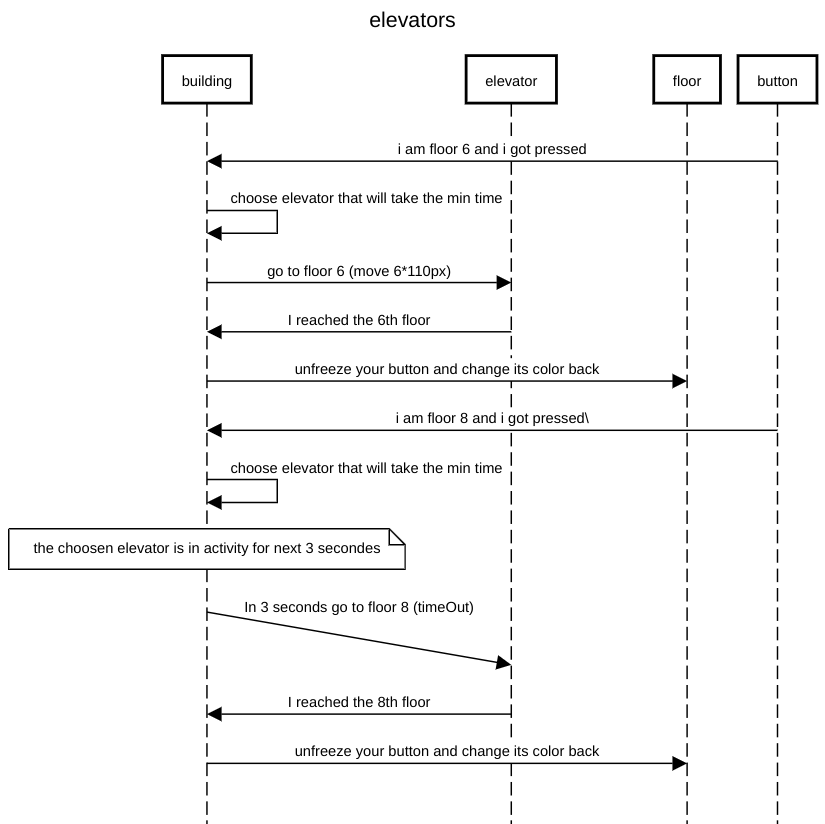 elevators
building
elevator
floor
button
i am floor 6 and i got pressed
choose elevator that will take the min time
go to floor 6 (move 6*110px)
I reached the 6th floor
unfreeze your button and change its color back
i am floor 8 and i got pressed\
choose elevator that will take the min time
the choosen elevator is in activity for next 3 secondes
In 3 seconds go to floor 8 (timeOut)
I reached the 8th floor
unfreeze your button and change its color back